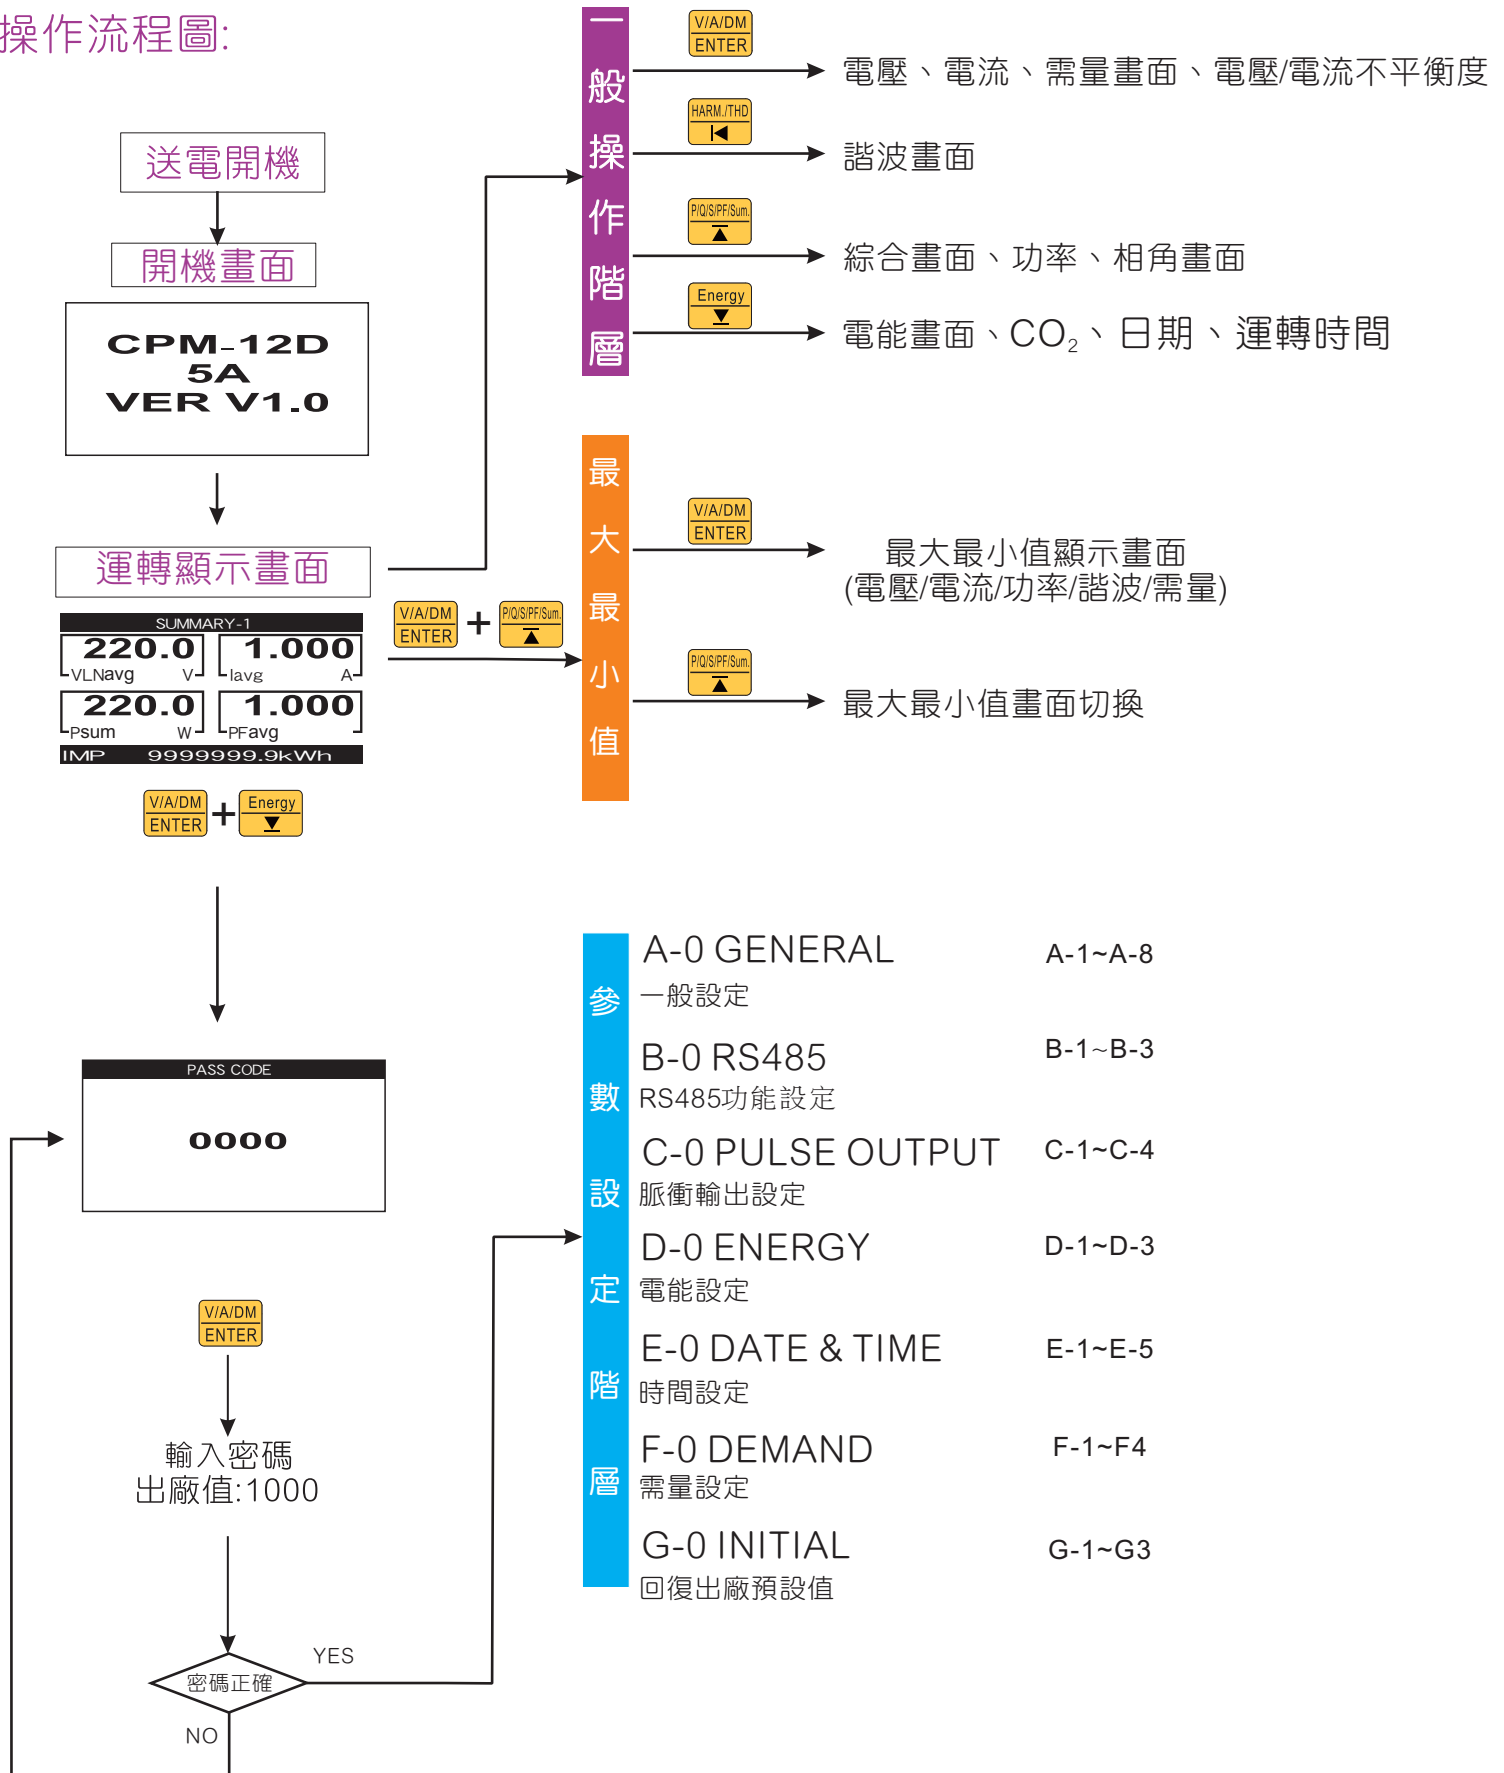 操作流程圖:
送電開機
開機畫面
CPM-12D
5A
VER V1.0
運轉顯示畫面
SUMMARY-1
220.0
VLNavg V
1.000
Iavg A
220.0
Psum W
1.000
PFavg
IMP 9999999.9kWh
V/A/DM
ENTER
+
Energy
PASS CODE
0000
V/A/DM
ENTER
輸入密碼
出廠值:1000
密碼正確
YES
NO
一般操作階層
V/A/DM
ENTER
電壓、電流、需量畫面、電壓/電流不平衡度
HARM./THD
諧波畫面
P/Q/S/PF/Sum.
綜合畫面、功率、相角畫面
Energy
電能畫面、CO₂、日期、運轉時間
V/A/DM
ENTER
+
P/Q/S/PF/Sum.
最大最小值
V/A/DM
ENTER
最大最小值顯示畫面
(電壓/電流/功率/諧波/需量)
P/Q/S/PF/Sum.
最大最小值畫面切換
參數設定階層
A-0 GENERAL A-1~A-8
一般設定
B-0 RS485 B-1~B-3
RS485功能設定
C-0 PULSE OUTPUT C-1~C-4
脈衝輸出設定
D-0 ENERGY D-1~D-3
電能設定
E-0 DATE & TIME E-1~E-5
時間設定
F-0 DEMAND F-1~F4
需量設定
G-0 INITIAL G-1~G3
回復出廠預設值